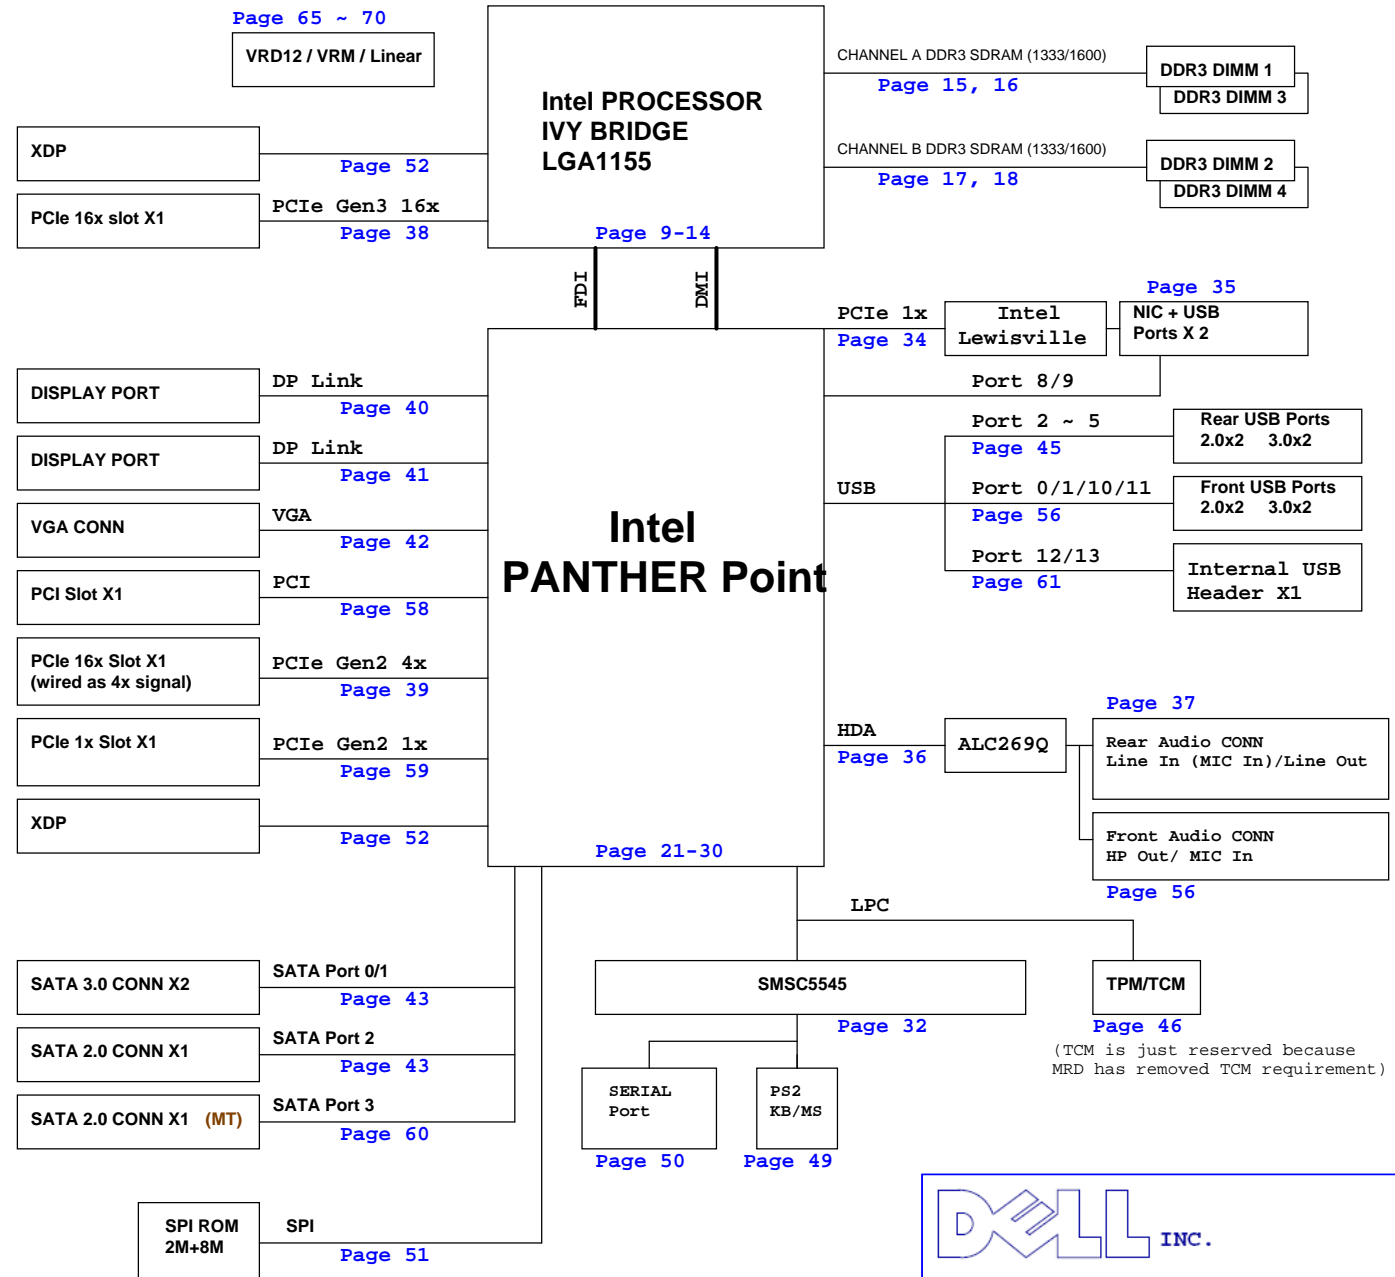 Page 65 ~ 70
VRD12 / VRM / Linear
Intel PROCESSOR
IVY BRIDGE
LGA1155
Page 9-14
CHANNEL A DDR3 SDRAM (1333/1600)
Page 15, 16
DDR3 DIMM 1
DDR3 DIMM 3
CHANNEL B DDR3 SDRAM (1333/1600)
Page 17, 18
DDR3 DIMM 2
DDR3 DIMM 4
XDP
Page 52
PCIe 16x slot X1
PCIe Gen3 16x
Page 38
FDI
DMI
PCIe 1x
Page 34
Intel
Lewisville
Page 35
NIC + USB
Ports X 2
Port 8/9
DISPLAY PORT
DP Link
Page 40
DISPLAY PORT
DP Link
Page 41
VGA CONN
VGA
Page 42
PCI Slot X1
PCI
Page 58
PCIe 16x Slot X1
(wired as 4x signal)
PCIe Gen2 4x
Page 39
PCIe 1x Slot X1
PCIe Gen2 1x
Page 59
XDP
Page 52
Intel
PANTHER Point
Page 21-30
USB
Port 2 ~ 5
Page 45
Rear USB Ports
2.0x2 3.0x2
Port 0/1/10/11
Page 56
Front USB Ports
2.0x2 3.0x2
Port 12/13
Page 61
Internal USB
Header X1
HDA
Page 36
ALC269Q
Page 37
Rear Audio CONN
Line In (MIC In)/Line Out
Front Audio CONN
HP Out/ MIC In
Page 56
LPC
SATA 3.0 CONN X2
SATA Port 0/1
Page 43
SATA 2.0 CONN X1
SATA Port 2
Page 43
SATA 2.0 CONN X1 (MT)
SATA Port 3
Page 60
SPI ROM
2M+8M
SPI
Page 51
SMSC5545
Page 32
TPM/TCM
Page 46
(TCM is just reserved because
MRD has removed TCM requirement)
SERIAL
Port
Page 50
PS2
KB/MS
Page 49
DELL INC.